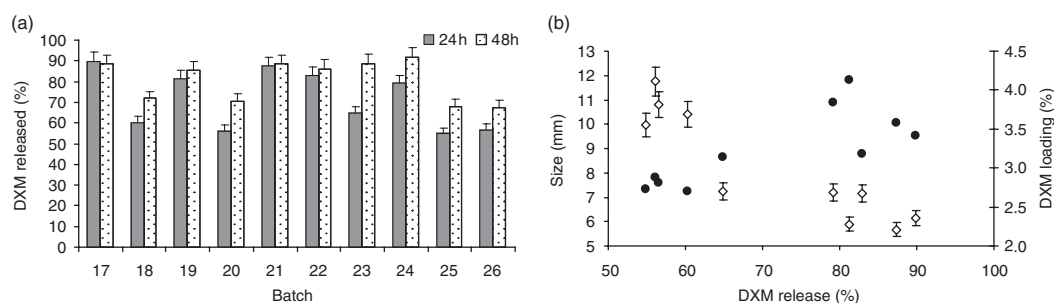 (a)
24h 48h
DXM released (%)
100
90
80
70
60
50
40
30
20
10
0
17 18 19 20 21 22 23 24 25 26
Batch
(b)
Size (mm)
13
12
11
10
9
8
7
6
5
4.5
4.0
3.5
3.0
2.5
2.0
DXM loading (%)
50 60 70 80 90 100
DXM release (%)